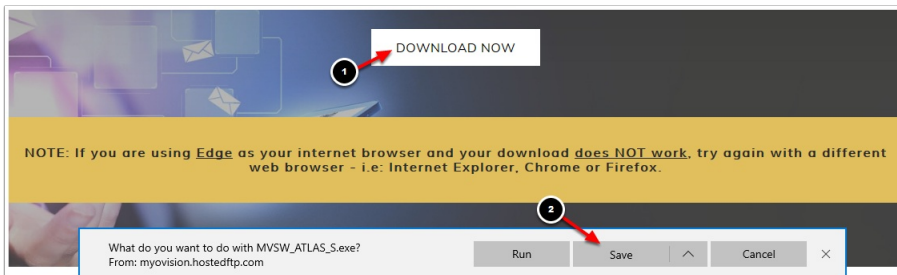 DOWNLOAD NOW
1
NOTE: If you are using Edge as your internet browser and your download does NOT work, try again with a different
web browser - i.e: Internet Explorer, Chrome or Firefox.
2
What do you want to do with MVSW_ATLAS_S.exe?
From: myovision.hostedftp.com
Run Save Cancel